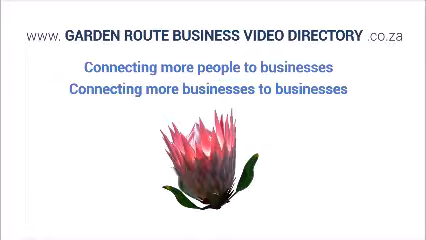 www. GARDEN ROUTE BUSINESS VIDEO DIRECTORY .co.za
Connecting more people to businesses
Connecting more businesses to businesses